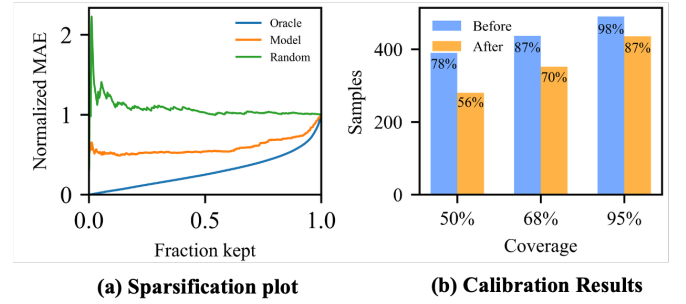 Normalized MAE
2
1
0
Oracle
Model
Random
0.0
0.5
1.0
Fraction kept
(a) Sparsification plot
Samples
400
200
0
Before
After
78%
56%
87%
70%
98%
87%
50%
68%
95%
Coverage
(b) Calibration Results